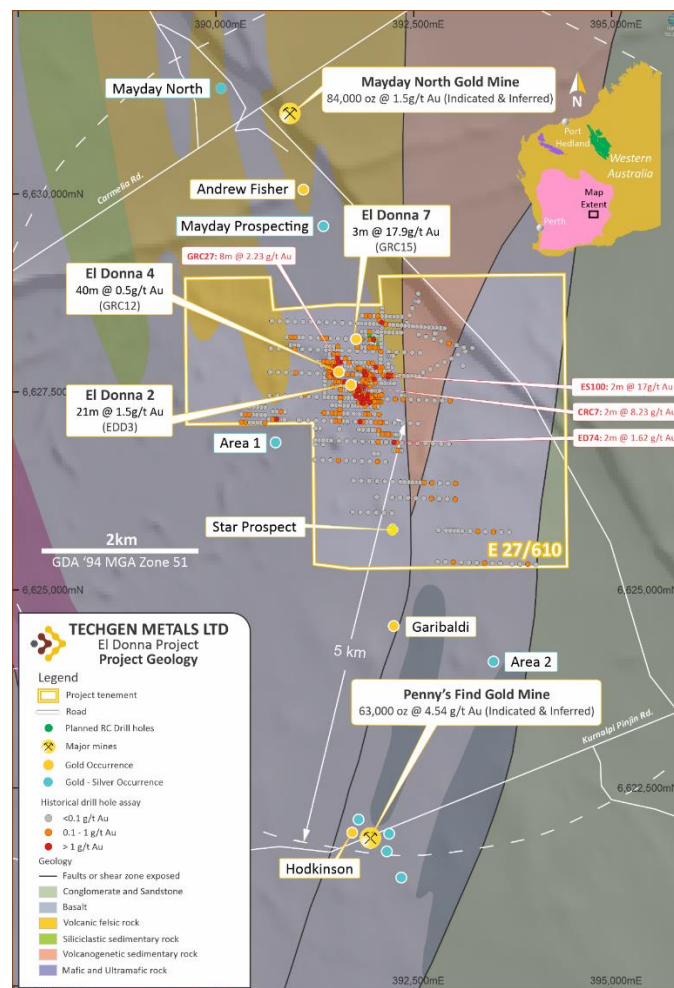 390,000mE
392,500mE
395,000mE
Mayday North
Mayday North Gold Mine
84,000 oz @ 1.5g/t Au (Indicated & Inferred)
N
Port
Hedland
Western
Australia
Map
Extent
Perth
Carmelia Rd.
6,630,000mN
6,630,000mN
Andrew Fisher
Mayday Prospecting
El Donna 7
3m @ 17.9g/t Au
(GRC15)
GRC27: 8m @ 2.23 g/t Au
El Donna 4
40m @ 0.5g/t Au
(GRC12)
6,627,500mN
6,627,500mN
El Donna 2
21m @ 1.5g/t Au
(EDD3)
ES100: 2m @ 17g/t Au
CRC7: 2m @ 8.23 g/t Au
ED74: 2m @ 1.62 g/t Au
Area 1
Star Prospect
2km
GDA '94 MGA Zone 51
E 27/610
6,625,000mN
6,625,000mN
Garibaldi
5 km
Area 2
Penny's Find Gold Mine
63,000 oz @ 4.54 g/t Au (Indicated & Inferred)
Kurnalpi Pinjin Rd.
6,622,500mN
Hodkinson
TECHGEN METALS LTD
El Donna Project
Project Geology
Legend
Project tenement
Road
Planned RC Drill holes
Major mines
Gold Occurrence
Gold - Silver Occurrence
Historical drill hole assay
<0.1 g/t Au
0.1 - 1 g/t Au
> 1 g/t Au
Geology
Faults or shear zone exposed
Conglomerate and Sandstone
Basalt
Volcanic felsic rock
Siliciclastic sedimentary rock
Volcanogenetic sedimentary rock
Mafic and Ultramafic rock
390,000mE
392,500mE
395,000mE